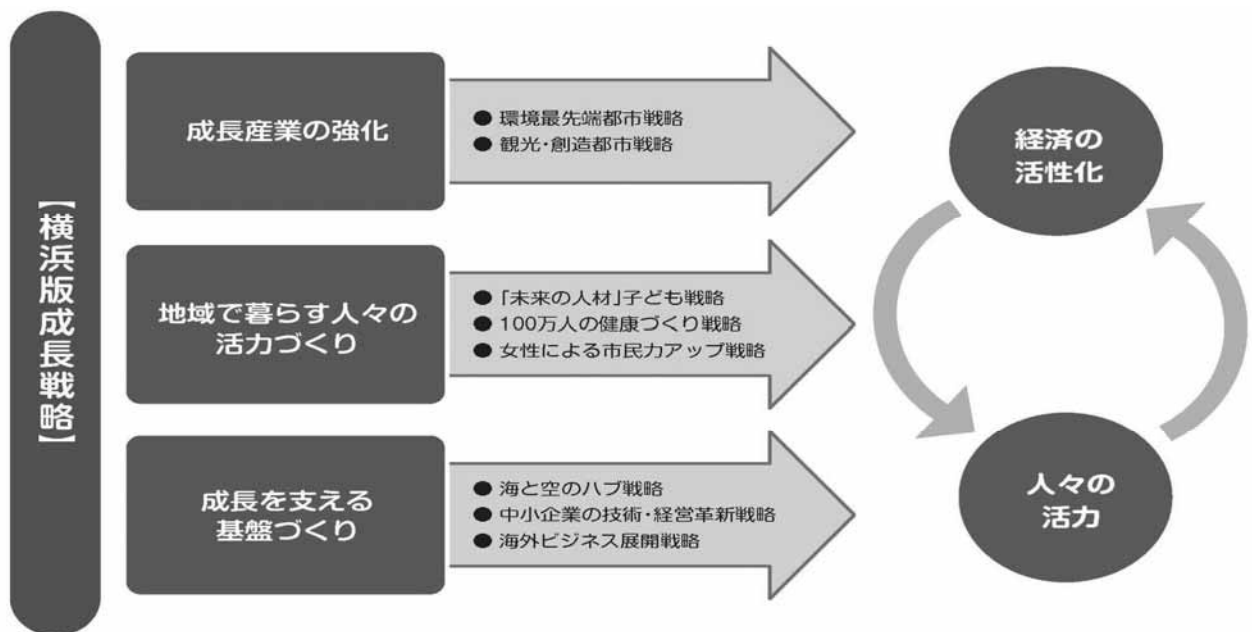 【横浜版成長戦略】
成長産業の強化
● 環境最先端都市戦略
● 観光・創造都市戦略
地域で暮らす人々の
活力づくり
● 「未来の人材」子ども戦略
● 100万人の健康づくり戦略
● 女性による市民力アップ戦略
成長を支える
基盤づくり
● 海と空のハブ戦略
● 中小企業の技術・経営革新戦略
● 海外ビジネス展開戦略
経済の
活性化
人々の
活力